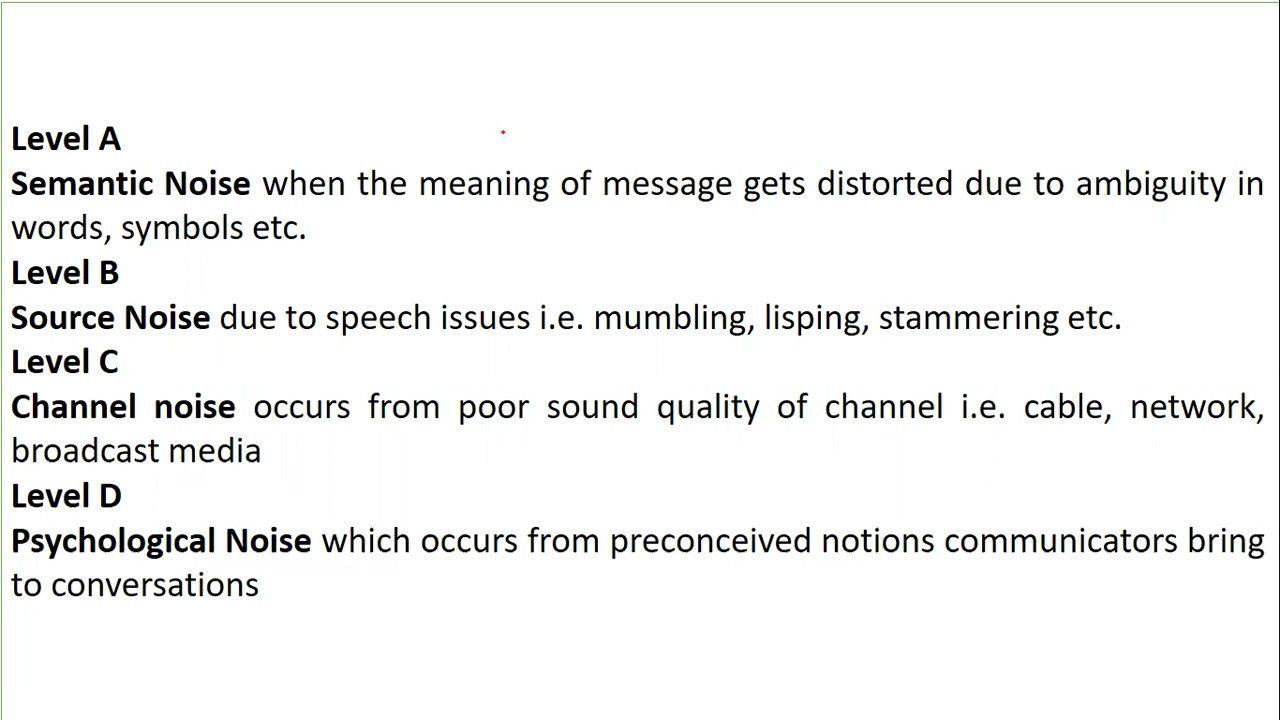 Level A
Semantic Noise when the meaning of message gets distorted due to ambiguity in
words, symbols etc.
Level B
Source Noise due to speech issues i.e. mumbling, lisping, stammering etc.
Level C
Channel noise occurs from poor sound quality of channel i.e. cable, network,
broadcast media
Level D
Psychological Noise which occurs from preconceived notions communicators bring
to conversations